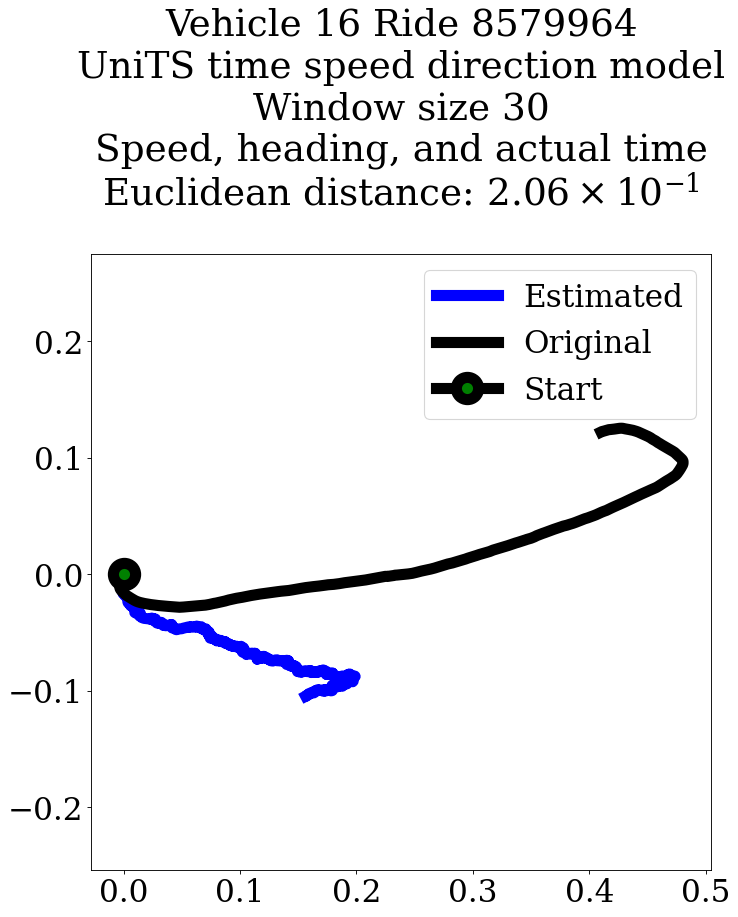 Vehicle 16 Ride 8579964
UniTS time speed direction model
Window size 30
Speed, heading, and actual time
Euclidean distance: 2.06 × 10⁻¹
Estimated
Original
Start
0.2
0.1
0.0
−0.1
−0.2
0.0 0.1 0.2 0.3 0.4 0.5